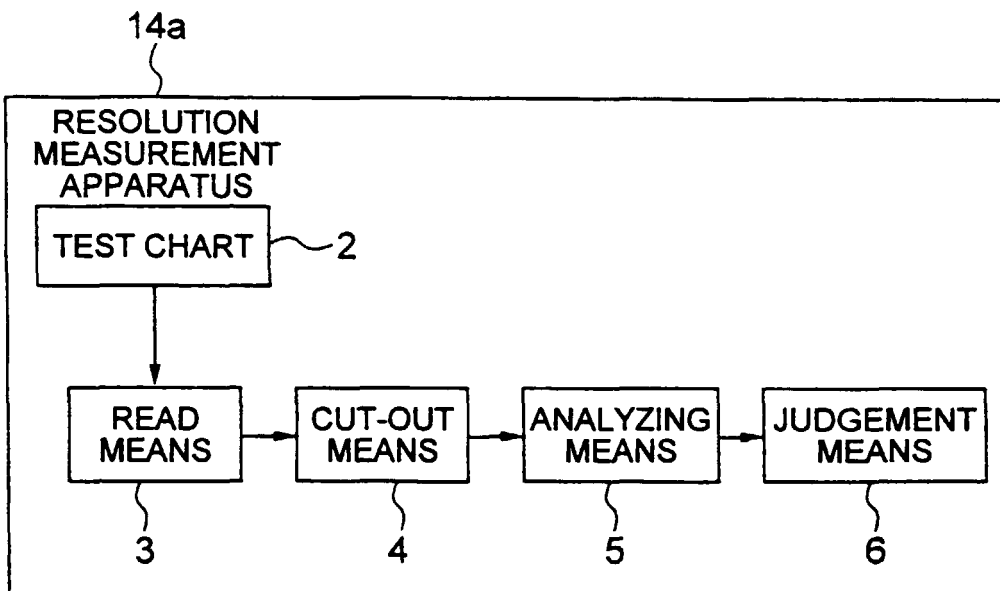 14a
RESOLUTION
MEASUREMENT
APPARATUS
TEST CHART
2
READ
MEANS
CUT-OUT
MEANS
ANALYZING
MEANS
JUDGEMENT
MEANS
3
4
5
6